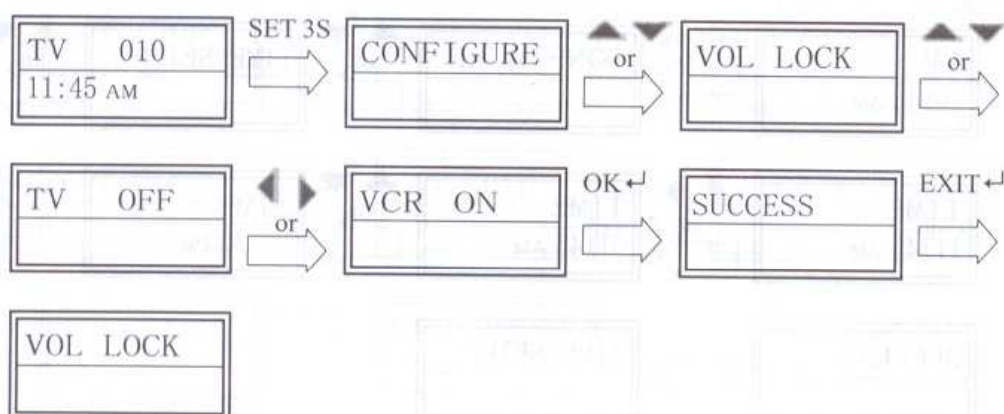 TV 010
11:45 AM
SET 3S
CONFIGURE
or
VOL LOCK
or
TV OFF
or
VCR ON
OK
SUCCESS
EXIT
VOL LOCK